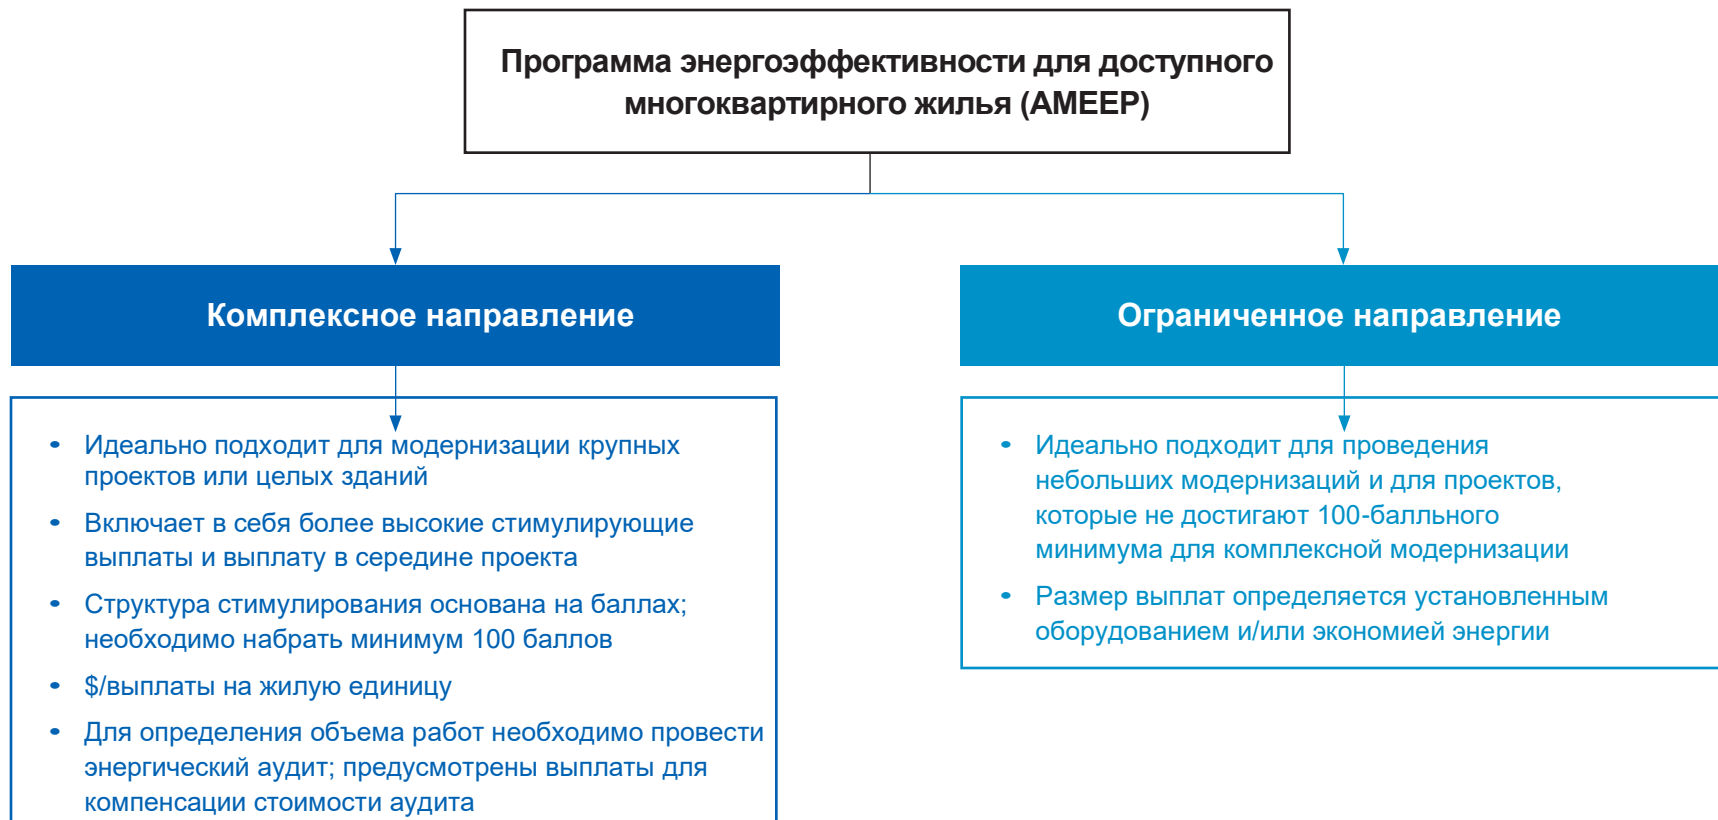 Программа энергоэффективности для доступного
многоквартирного жилья (AMEEP)
Комплексное направление
• Идеально подходит для модернизации крупных
проектов или целых зданий
• Включает в себя более высокие стимулирующие
выплаты и выплату в середине проекта
• Структура стимулирования основана на баллах;
необходимо набрать минимум 100 баллов
• $/выплаты на жилую единицу
• Для определения объема работ необходимо провести
энергический аудит; предусмотрены выплаты для
компенсации стоимости аудита
Ограниченное направление
• Идеально подходит для проведения
небольших модернизаций и для проектов,
которые не достигают 100-балльного
минимума для комплексной модернизации
• Размер выплат определяется установленным
оборудованием и/или экономией энергии